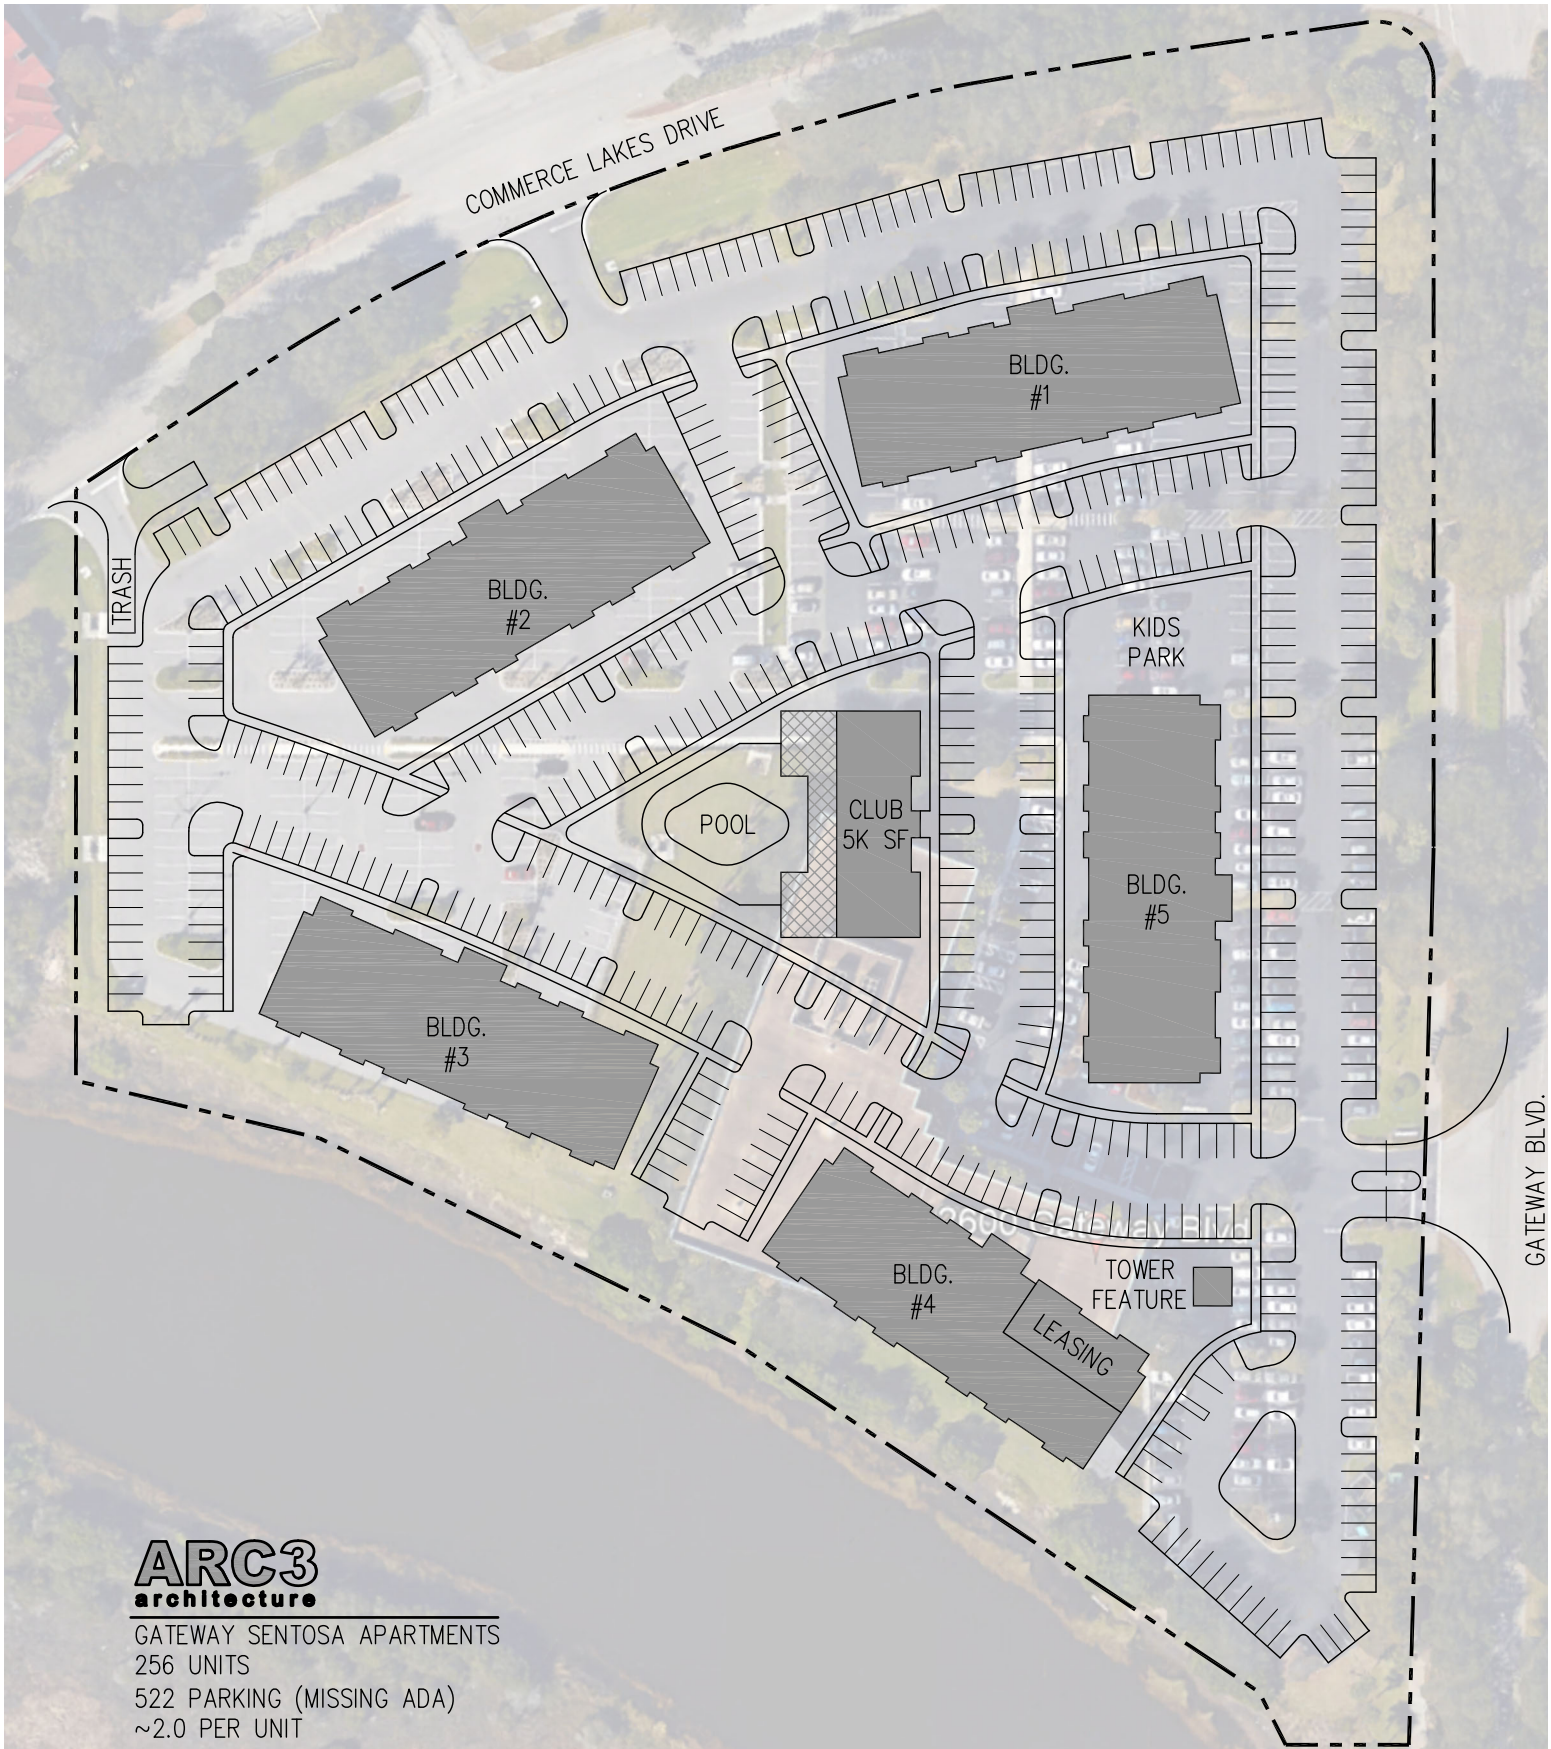 COMMERCE LAKES DRIVE
BLDG.
#1
BLDG.
#2
TRASH
KIDS
PARK
POOL
CLUB
5K SF
BLDG.
#5
BLDG.
#3
GATEWAY BLVD.
3600 Gateway Blvd
BLDG.
#4
LEASING
TOWER
FEATURE
ARC3
architecture
GATEWAY SENTOSA APARTMENTS
256 UNITS
522 PARKING (MISSING ADA)
~2.0 PER UNIT